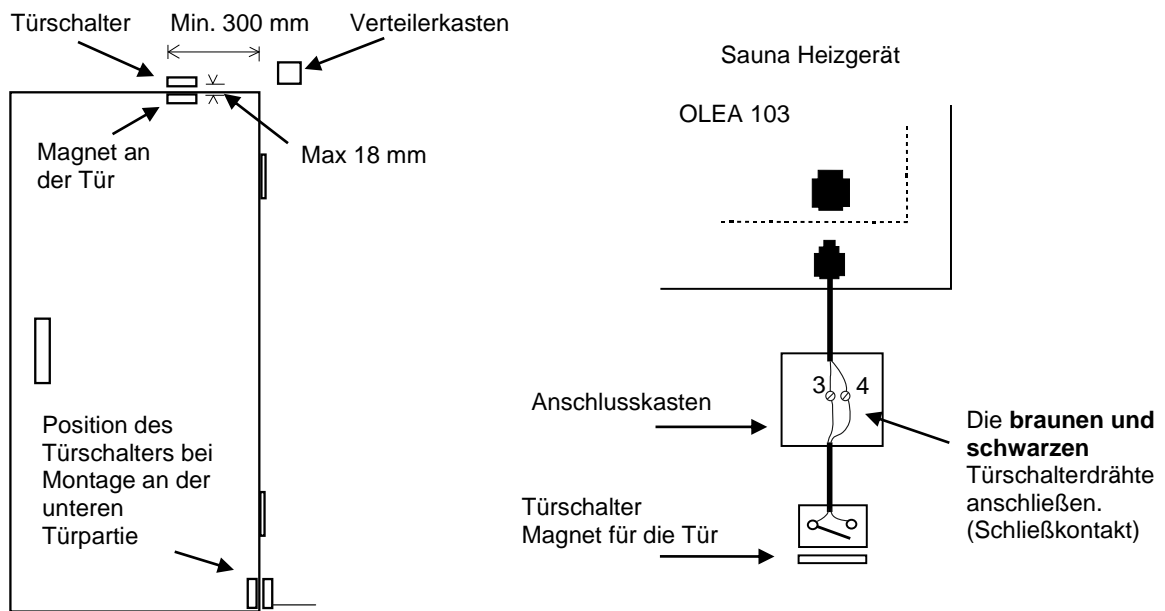 Türschalter
Min. 300 mm
Verteilerkasten
Magnet an
der Tür
Max 18 mm
Position des
Türschalters bei
Montage an der
unteren
Türpartie
Sauna Heizgerät
OLEA 103
3 4
Anschlusskasten
Die braunen und
schwarzen
Türschalterdrähte
anschließen.
(Schließkontakt)
Türschalter
Magnet für die Tür